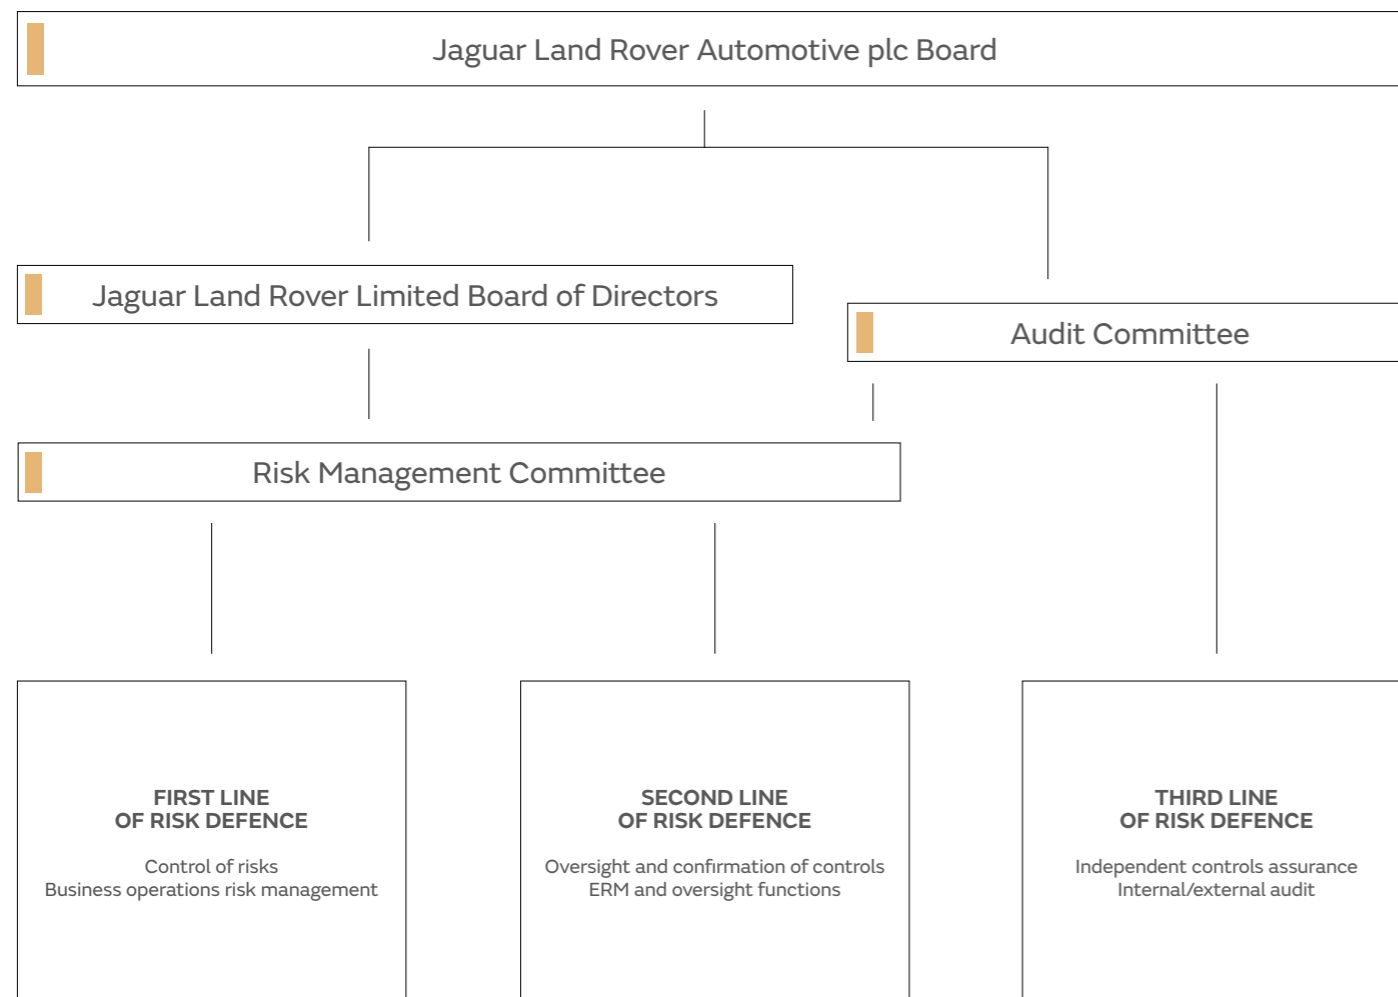 Jaguar Land Rover Automotive plc Board
Jaguar Land Rover Limited Board of Directors
Audit Committee
Risk Management Committee
FIRST LINE
OF RISK DEFENCE
Control of risks
Business operations risk management
SECOND LINE
OF RISK DEFENCE
Oversight and confirmation of controls
ERM and oversight functions
THIRD LINE
OF RISK DEFENCE
Independent controls assurance
Internal/external audit